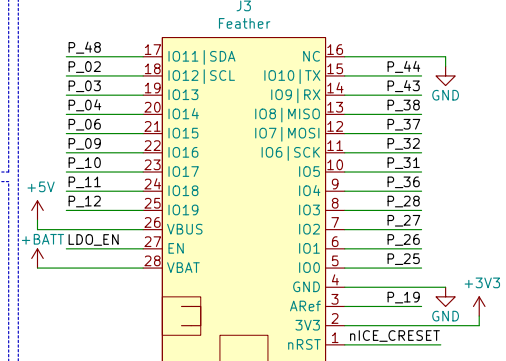 J3
Feather
P_48 17 IO11|SDA NC 16
P_02 18 IO12|SCL IO10|TX 15 P_44
P_03 19 IO13 IO9|RX 14 P_43 GND
P_04 20 IO14 IO8|MISO 13 P_38
P_06 21 IO15 IO7|MOSI 12 P_37
P_09 22 IO16 IO6|SCK 11 P_32
P_10 23 IO17 IO5 10 P_31
P_11 24 IO18 IO4 9 P_36
+5V P_12 25 IO19 IO3 8 P_28
26 VBUS IO2 7 P_27
+BATT LDO_EN 27 EN IO1 6 P_26
28 VBAT IO0 5 P_25
GND 4 +3V3
ARef 3 P_19 GND
3V3 2
nRST 1 nICE_CRESET